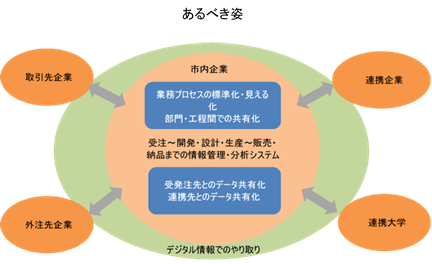 あるべき姿
取引先企業
市内企業
連携企業
業務プロセスの標準化・見える
化
部門・工程間での共有化
受注～開発・設計・生産～販売・
納品までの情報管理・分析システム
受発注先とのデータ共有化
連携先とのデータ共有化
外注先企業
連携大学
デジタル情報でのやり取り